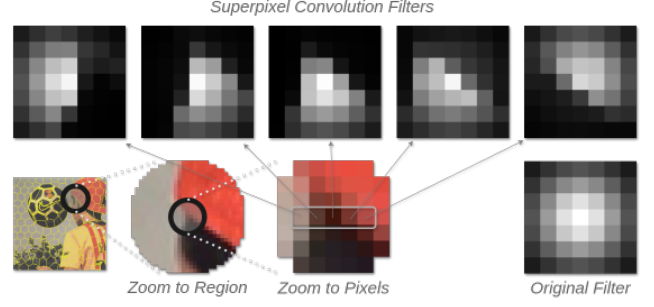 Superpixel Convolution Filters
Zoom to Region
Zoom to Pixels
Original Filter